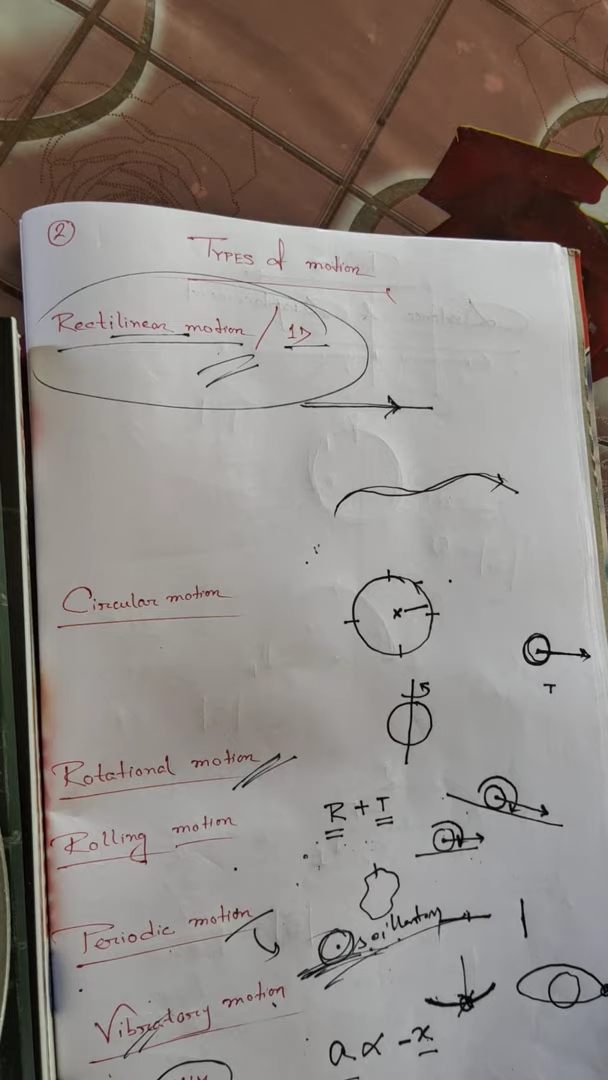 2
TYPES of motion
Rectilinear motion / 1D
Circular motion
T
Rotational motion
R + T
Rolling motion
Periodic motion
Oscillatory
Vibratory motion
a ∝ -x